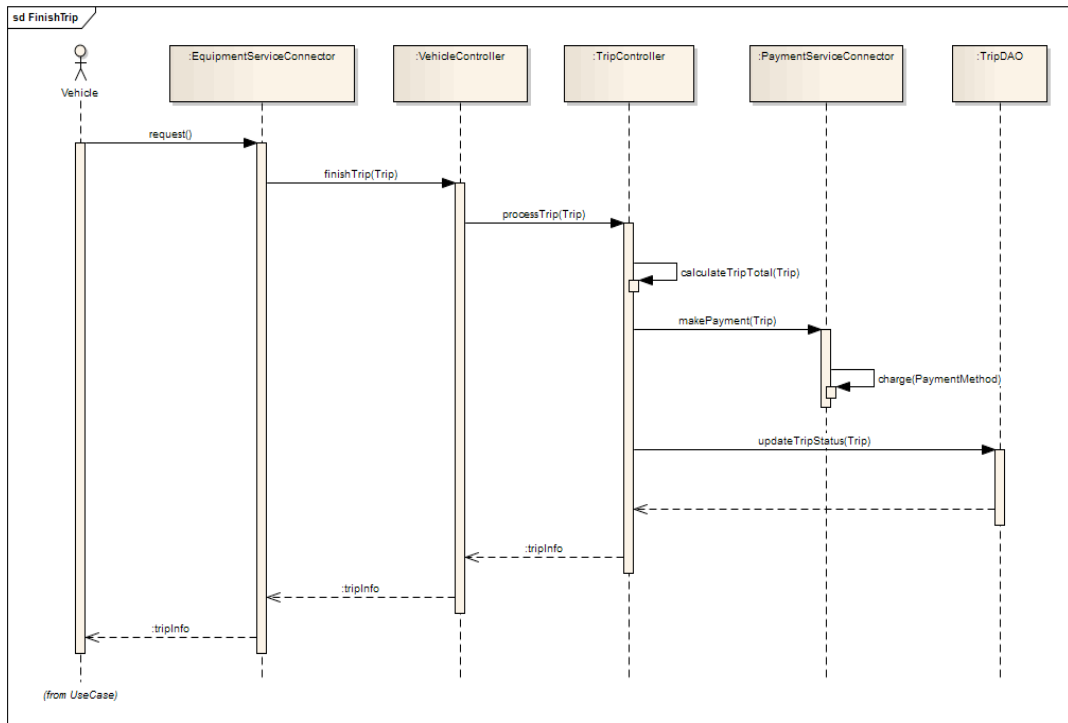 sd FinishTrip
Vehicle
:EquipmentServiceConnector
:VehicleController
:TripController
:PaymentServiceConnector
:TripDAO
request()
finishTrip(Trip)
processTrip(Trip)
calculateTripTotal(Trip)
makePayment(Trip)
charge(PaymentMethod)
updateTripStatus(Trip)
:tripInfo
:tripInfo
:tripInfo
(from UseCase)